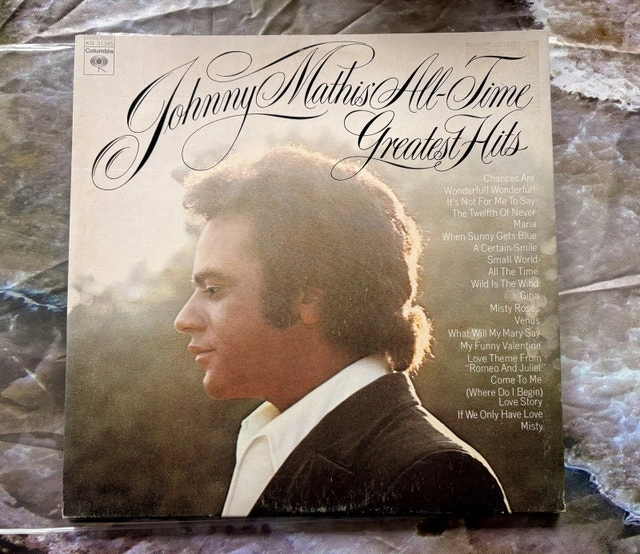 KG 31345
Columbia
Johnny Mathis' All-Time
Greatest Hits
Chances Are
Wonderful! Wonderful!
It's Not For Me To Say
The Twelfth Of Never
Maria
When Sunny Gets Blue
A Certain Smile
Small World
All The Time
Wild Is The Wind
Gina
Misty Roses
Venus
What Will My Mary Say
My Funny Valentine
Love Theme From
"Romeo And Juliet"
Come To Me
(Where Do I Begin)
Love Story
If We Only Have Love
Misty